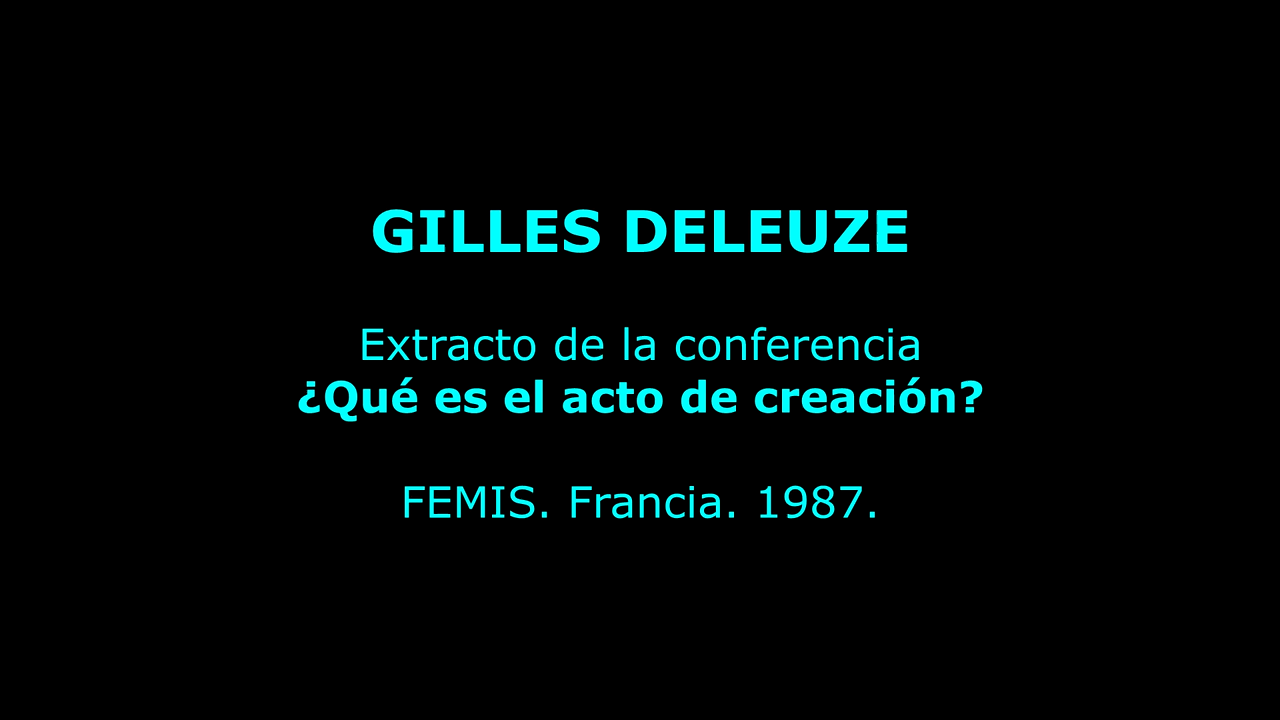 GILLES DELEUZE
Extracto de la conferencia
¿Qué es el acto de creación?
FEMIS. Francia. 1987.